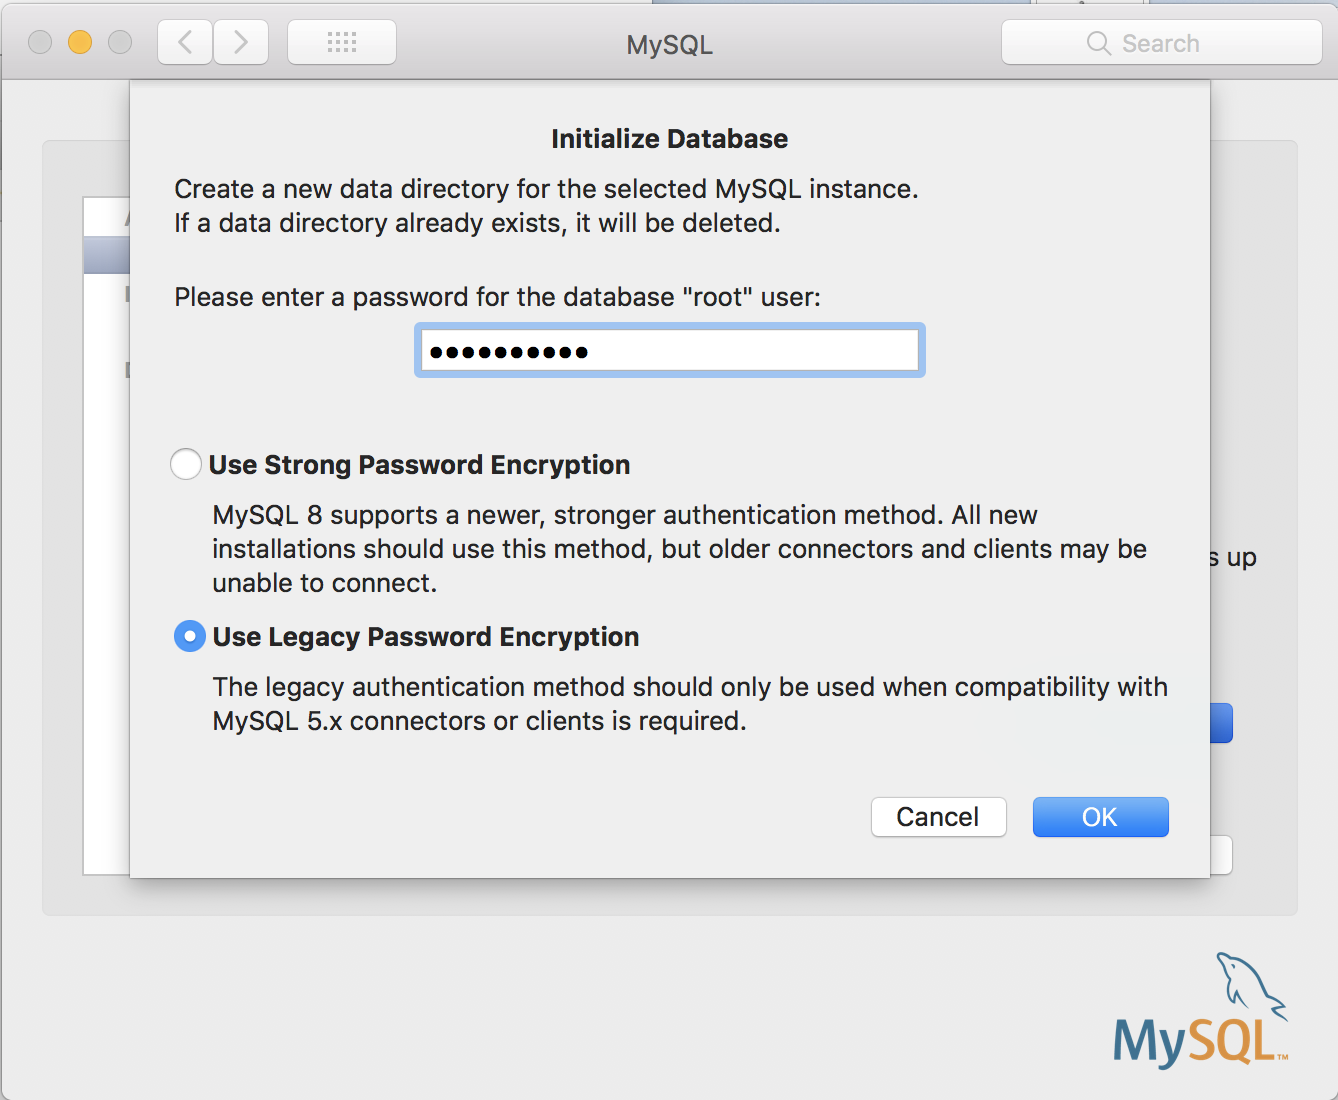 MySQL
Search
Initialize Database
Create a new data directory for the selected MySQL instance.
If a data directory already exists, it will be deleted.
Please enter a password for the database "root" user:
●●●●●●●●●●
Use Strong Password Encryption
MySQL 8 supports a newer, stronger authentication method. All new
installations should use this method, but older connectors and clients may be
unable to connect.
s up
Use Legacy Password Encryption
The legacy authentication method should only be used when compatibility with
MySQL 5.x connectors or clients is required.
Cancel
OK
MySQL™